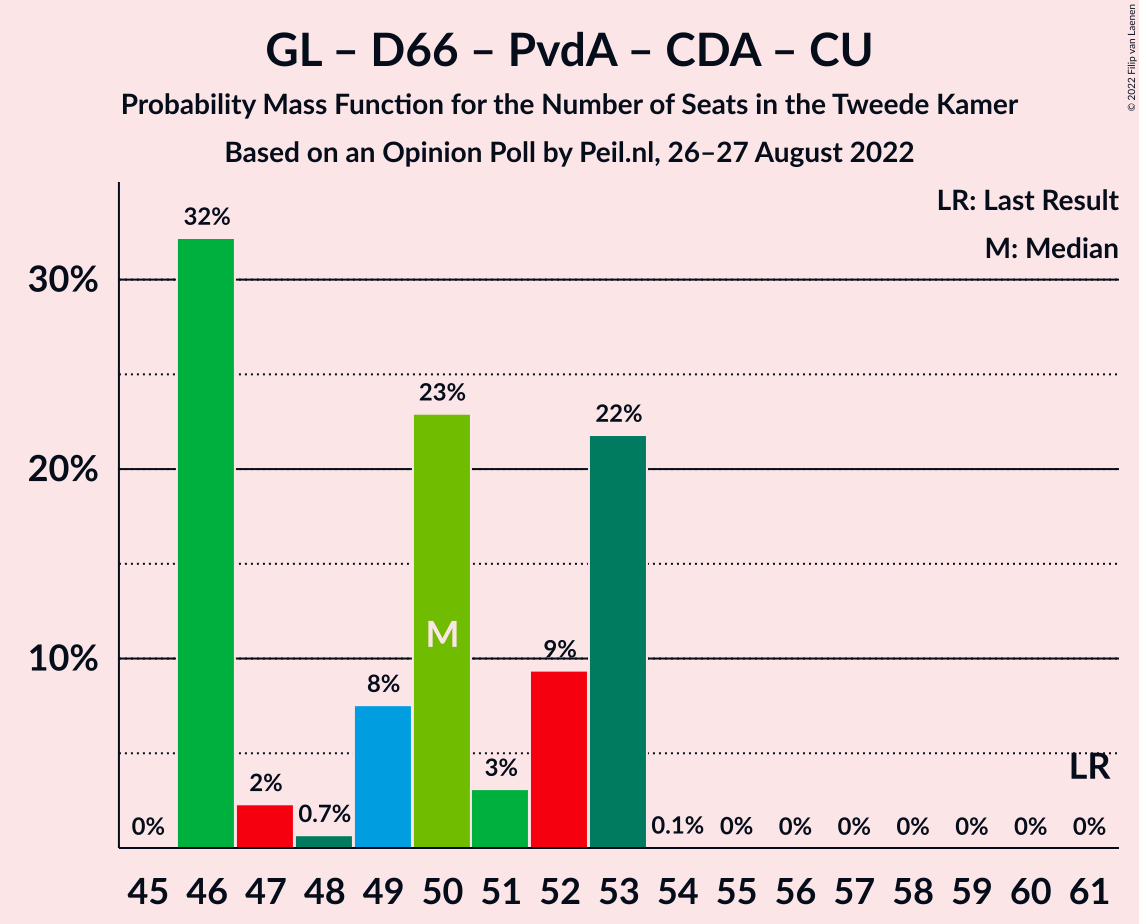 GL – D66 – PvdA – CDA – CU
Probability Mass Function for the Number of Seats in the Tweede Kamer
Based on an Opinion Poll by Peil.nl, 26–27 August 2022
© 2022 Filip van Laenen
LR: Last Result
M: Median
30%
20%
10%
0%
32%
2%
0.7%
8%
23%
3%
9%
22%
0.1%
0%
0%
0%
0%
0%
0%
0%
M
LR
45 46 47 48 49 50 51 52 53 54 55 56 57 58 59 60 61